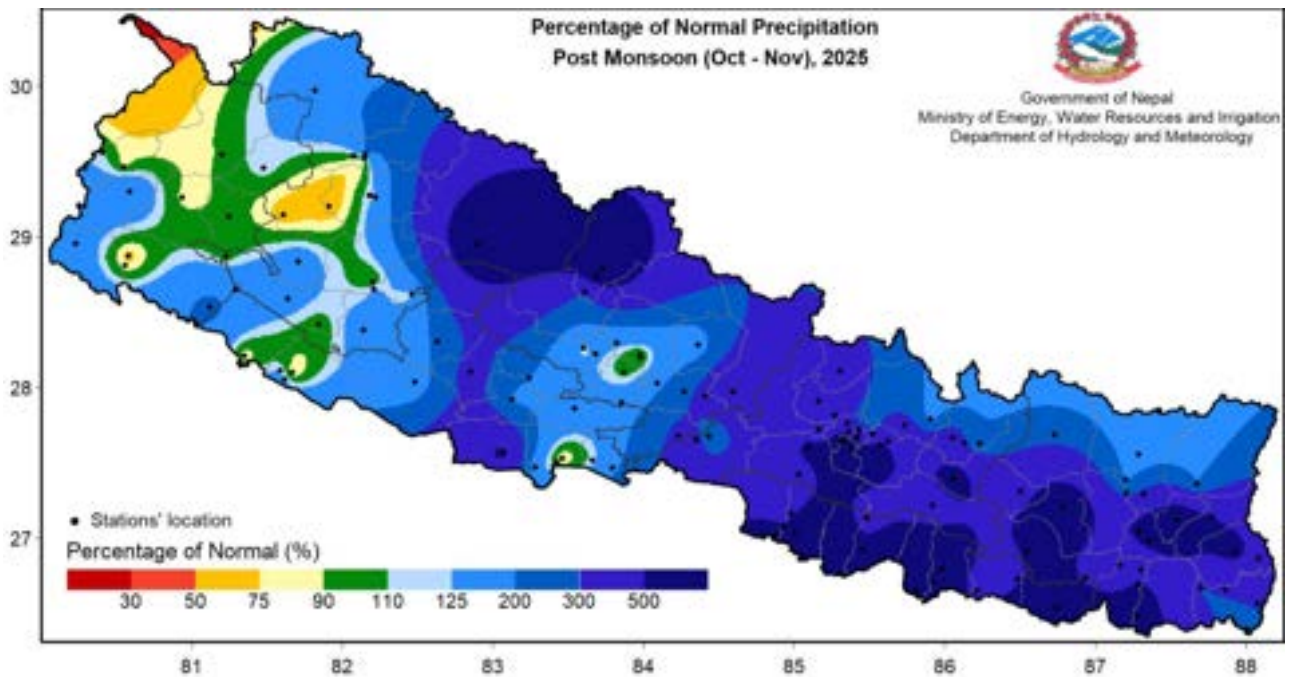 Percentage of Normal Precipitation
Post Monsoon (Oct - Nov), 2025
Government of Nepal
Ministry of Energy, Water Resources and Irrigation
Department of Hydrology and Meteorology
30
29
28
27
Stations' location
Percentage of Normal (%)
30 50 75 90 110 125 200 300 500
81 82 83 84 85 86 87 88